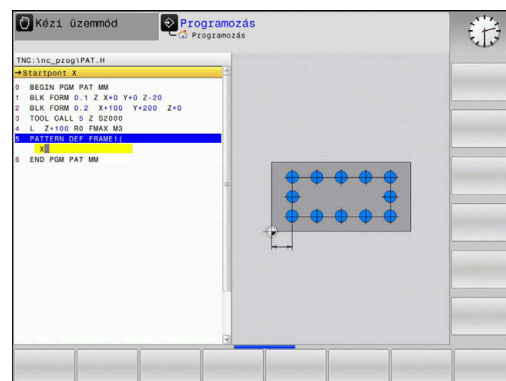 Kézi üzemmód
Programozás
Programozás
TNC:\nc_prog\PAT.H
→Startpont X
0 BEGIN PGM PAT MM
1 BLK FORM 0.1 Z X+0 Y+0 Z-20
2 BLK FORM 0.2 X+100 Y+200 Z+0
3 TOOL CALL 5 Z S2000
4 L Z+100 R0 FMAX M3
5 PATTERN DEF FRAME1(
X
6 END PGM PAT MM